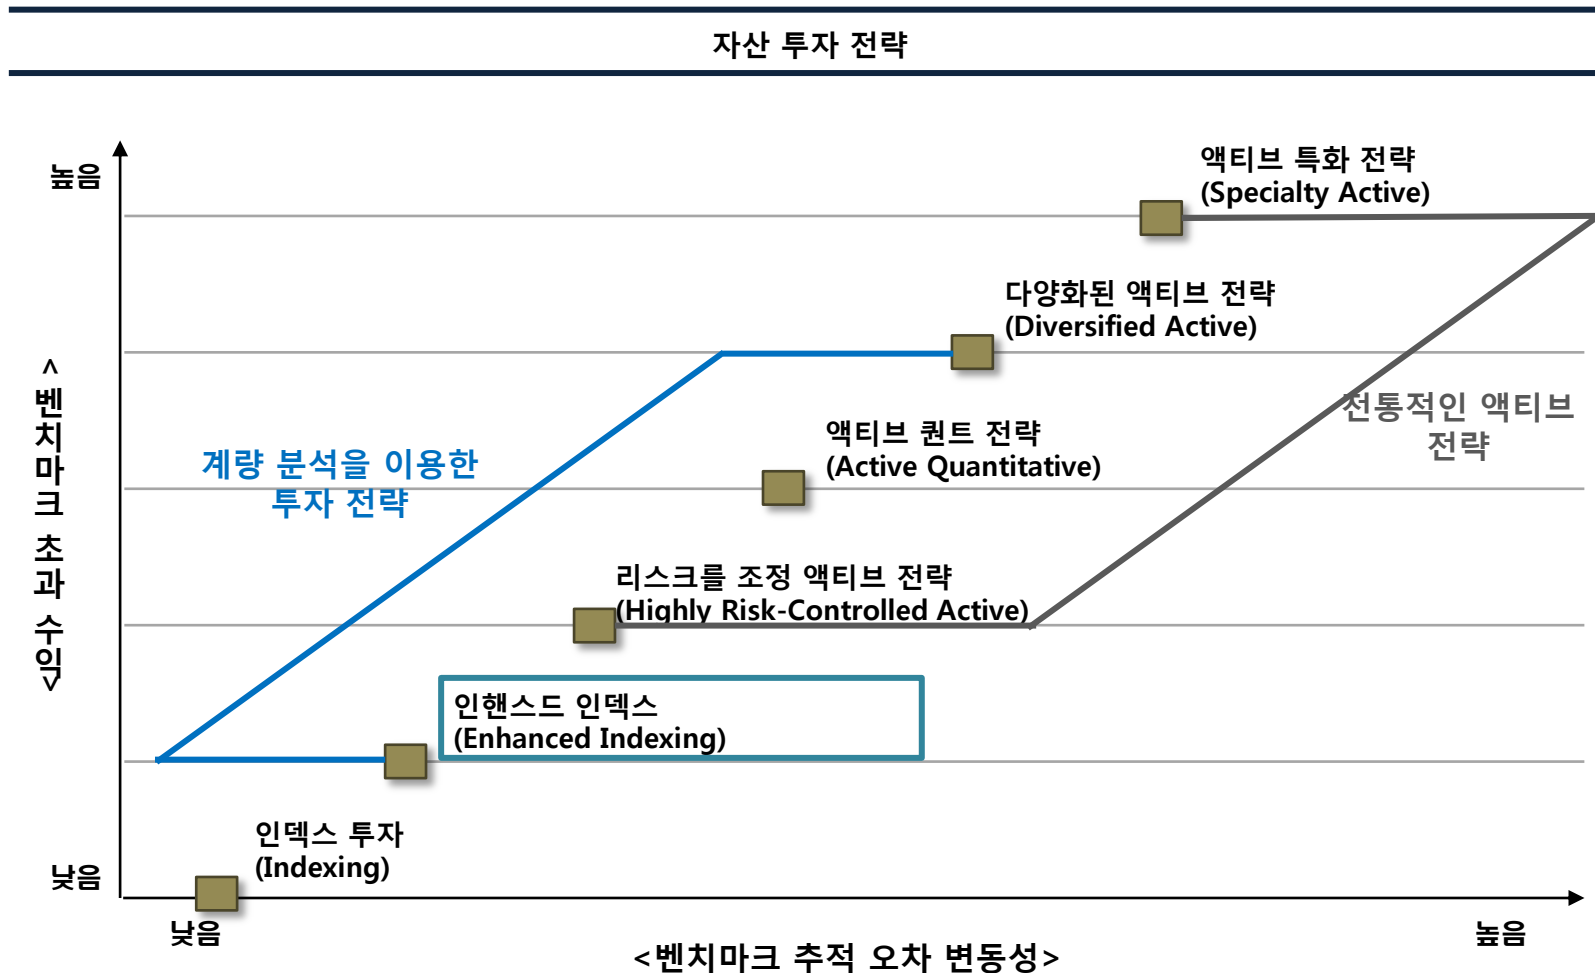 자산 투자 전략
높음
액티브 특화 전략
(Specialty Active)
다양화된 액티브 전략
(Diversified Active)
전통적인 액티브
전략
액티브 퀀트 전략
(Active Quantitative)
계량 분석을 이용한
투자 전략
<벤치마크 초과 수익>
리스크를 조정 액티브 전략
(Highly Risk-Controlled Active)
인핸스드 인덱스
(Enhanced Indexing)
인덱스 투자
(Indexing)
낮음
낮음
높음
<벤치마크 추적 오차 변동성>